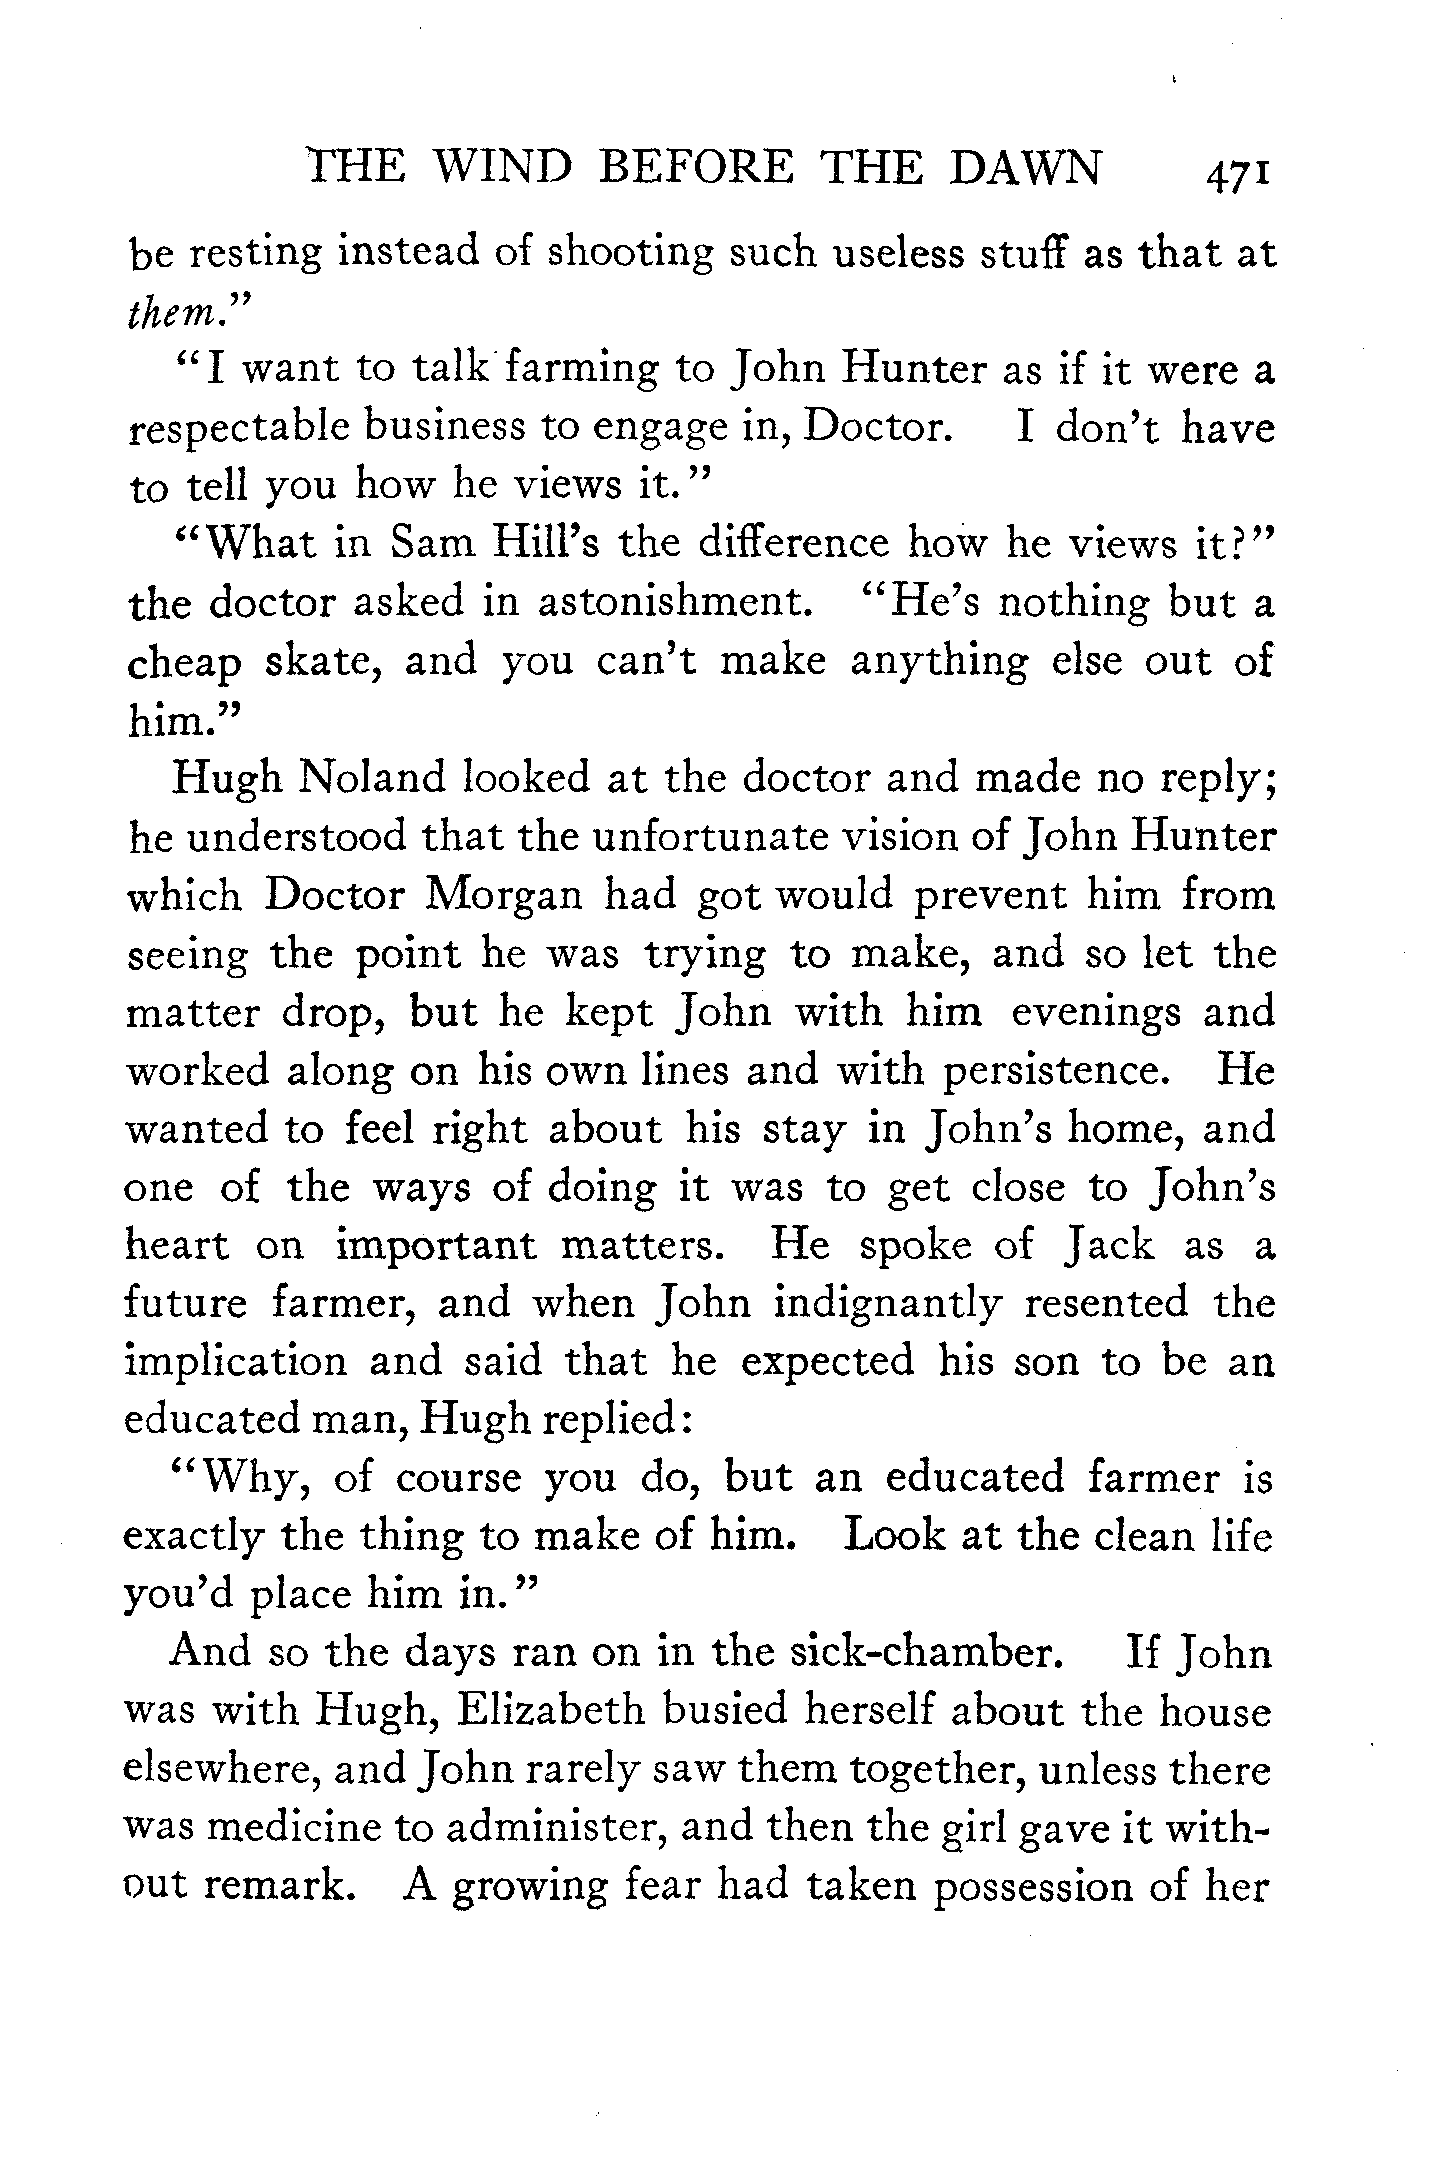 THE WIND BEFORE THE DAWN 471
be resting instead of shooting such useless stuff as that at
them."
"I want to talk farming to John Hunter as if it were a
respectable business to engage in, Doctor. I don't have
to tell you how he views it."
"What in Sam Hill's the difference how he views it?"
the doctor asked in astonishment. "He's nothing but a
cheap skate, and you can't make anything else out of
him."
Hugh Noland looked at the doctor and made no reply;
he understood that the unfortunate vision of John Hunter
which Doctor Morgan had got would prevent him from
seeing the point he was trying to make, and so let the
matter drop, but he kept John with him evenings and
worked along on his own lines and with persistence. He
wanted to feel right about his stay in John's home, and
one of the ways of doing it was to get close to John's
heart on important matters. He spoke of Jack as a
future farmer, and when John indignantly resented the
implication and said that he expected his son to be an
educated man, Hugh replied:
"Why, of course you do, but an educated farmer is
exactly the thing to make of him. Look at the clean life
you'd place him in."
And so the days ran on in the sick-chamber. If John
was with Hugh, Elizabeth busied herself about the house
elsewhere, and John rarely saw them together, unless there
was medicine to administer, and then the girl gave it with-
out remark. A growing fear had taken possession of her